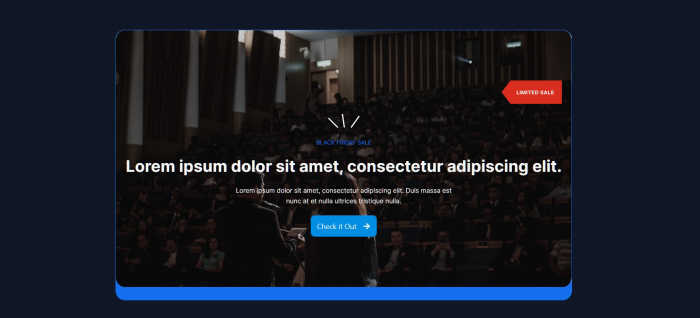 LIMITED SALE
BLACK FRIDAY SALE
Lorem ipsum dolor sit amet, consectetur adipiscing elit.
Lorem ipsum dolor sit amet, consectetur adipiscing elit. Duis massa est
nunc at et nulla ultrices tristique nulla.
Check it Out